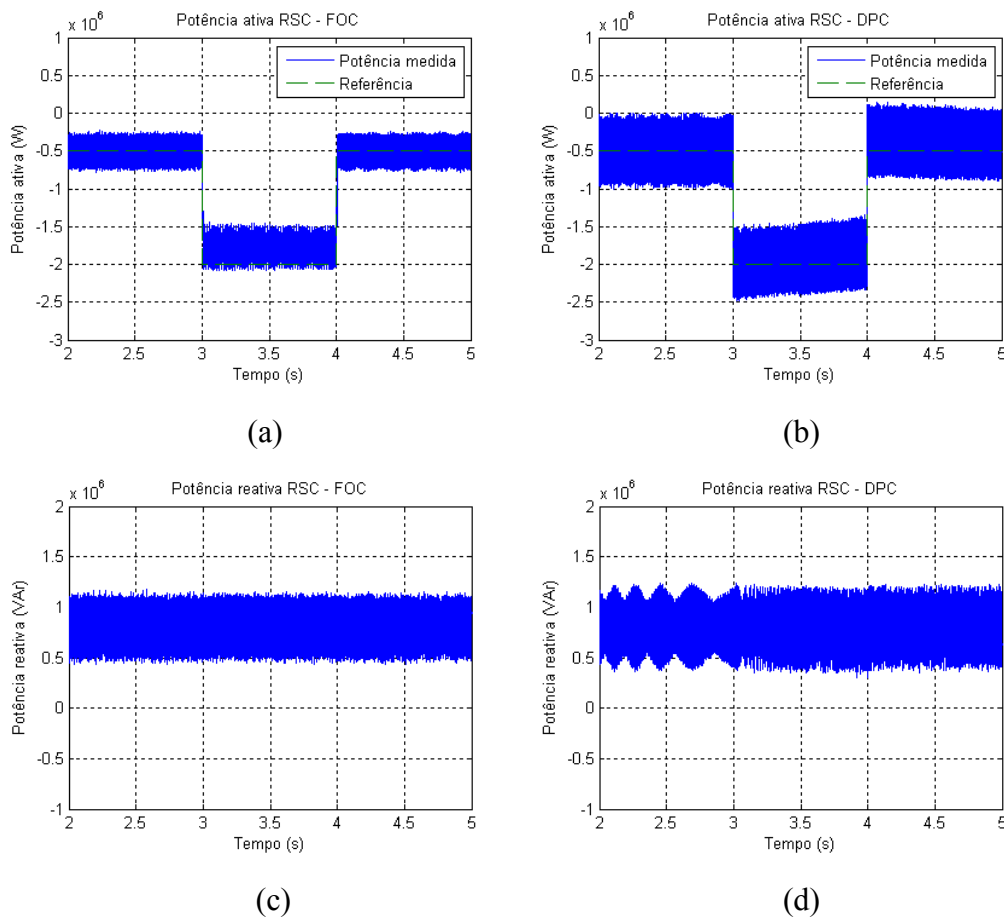 Potência ativa RSC - FOC
x 10^6
Potência medida
Referência
1
0.5
0
-0.5
-1
-1.5
-2
-2.5
-3
Potência ativa (W)
2 2.5 3 3.5 4 4.5 5
Tempo (s)
(a)
Potência ativa RSC - DPC
x 10^6
Potência medida
Referência
1
0.5
0
-0.5
-1
-1.5
-2
-2.5
-3
Potência ativa (W)
2 2.5 3 3.5 4 4.5 5
Tempo (s)
(b)
Potência reativa RSC - FOC
x 10^6
2
1.5
1
0.5
0
-0.5
-1
Potência reativa (VAr)
2 2.5 3 3.5 4 4.5 5
Tempo (s)
(c)
Potência reativa RSC - DPC
x 10^6
2
1.5
1
0.5
0
-0.5
-1
Potência reativa (VAr)
2 2.5 3 3.5 4 4.5 5
Tempo (s)
(d)